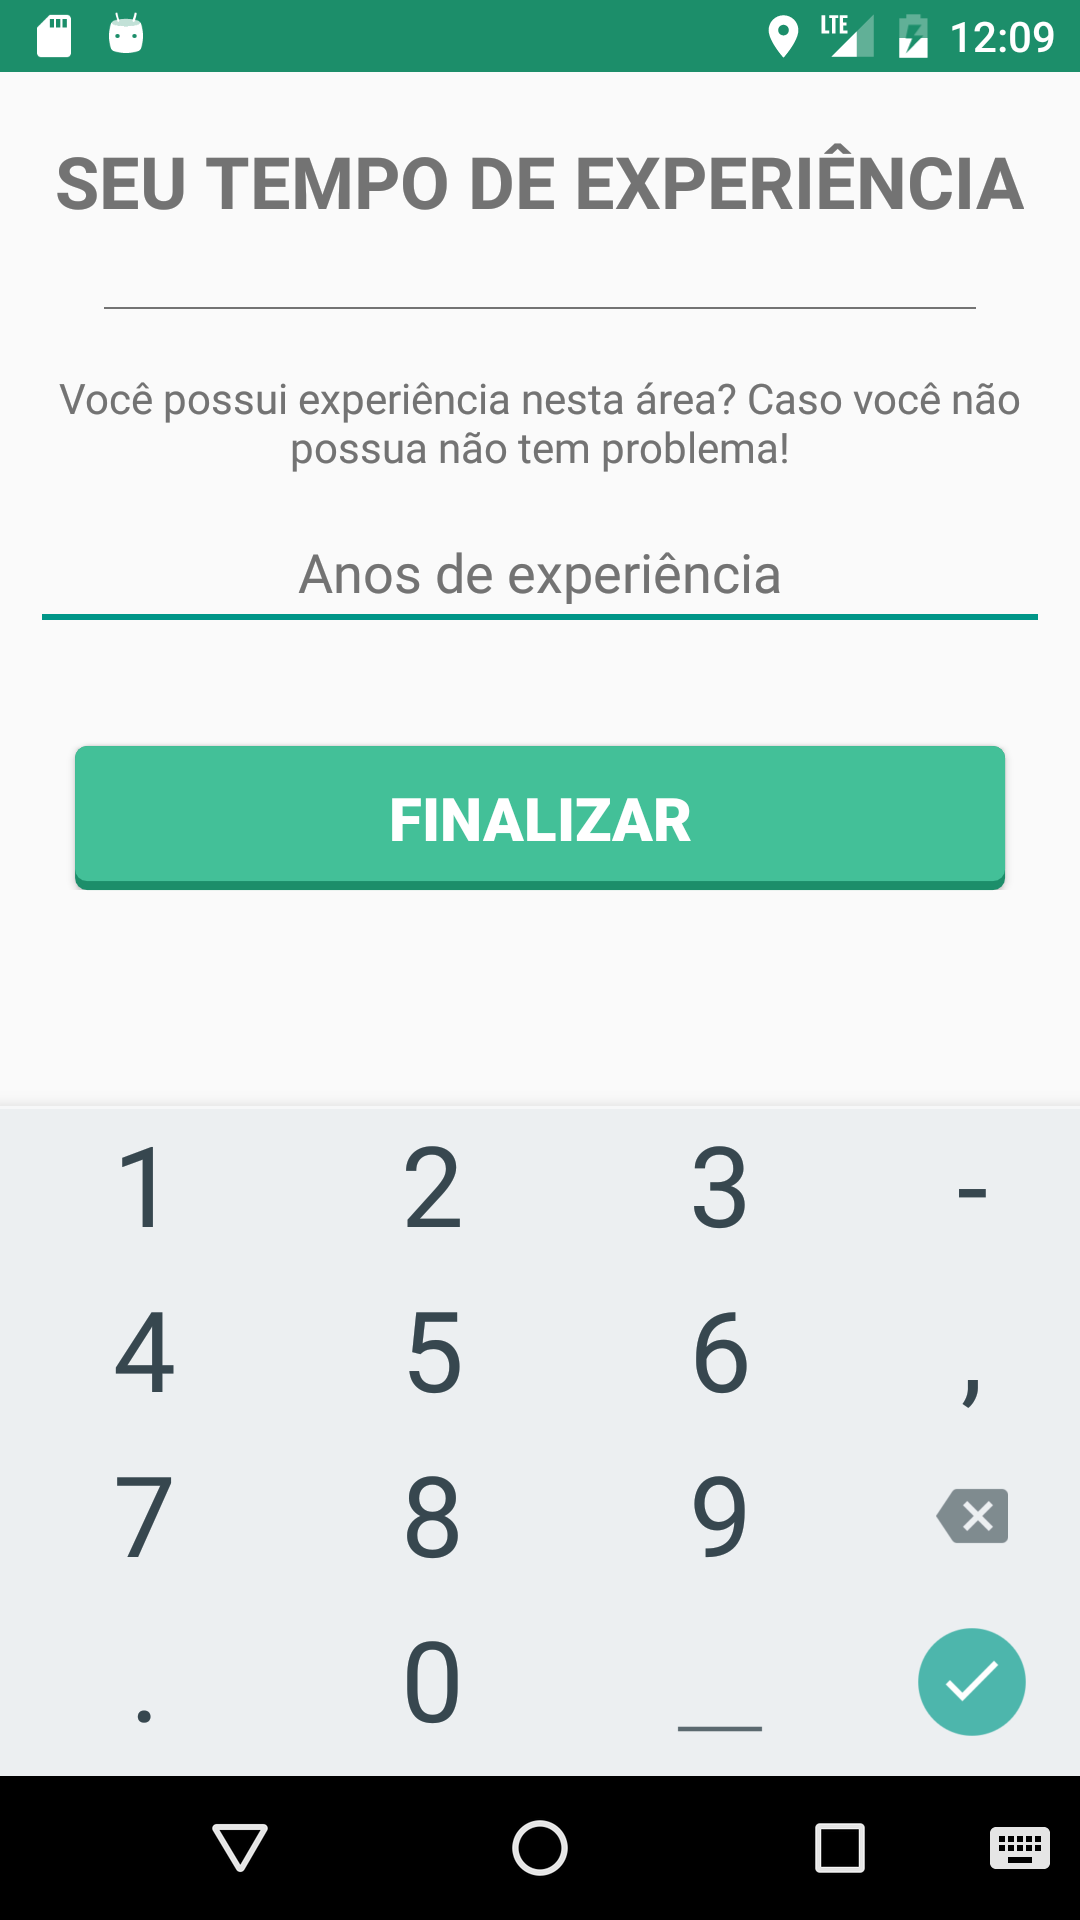 LTE 12:09
SEU TEMPO DE EXPERIÊNCIA
Você possui experiência nesta área? Caso você não
possua não tem problema!
Anos de experiência
FINALIZAR
1 2 3 -
4 5 6 ,
7 8 9
. 0 _